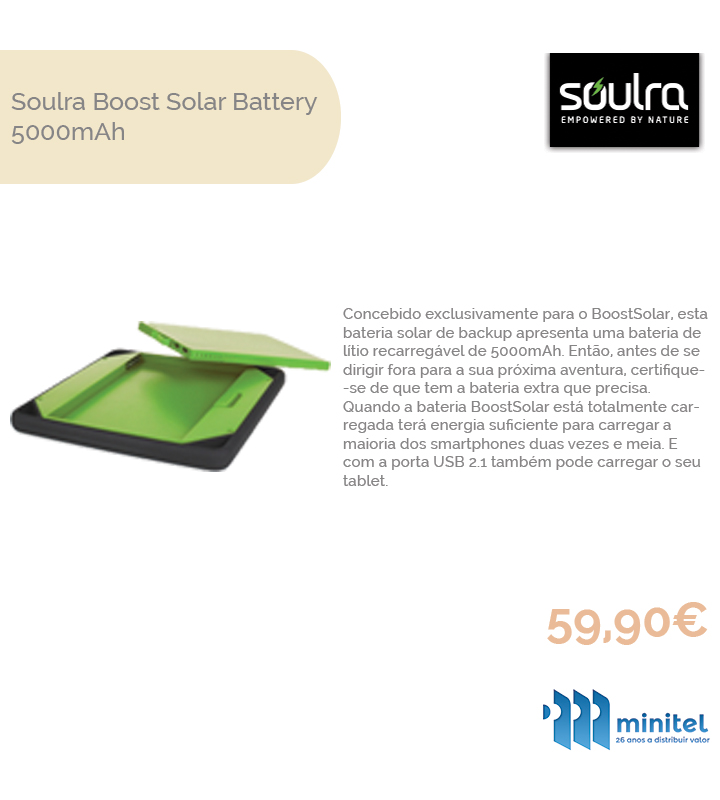 Soulra Boost Solar Battery
5000mAh
soulra
EMPOWERED BY NATURE
Concebido exclusivamente para o BoostSolar, esta
bateria solar de backup apresenta uma bateria de
lítio recarregável de 5000mAh. Então, antes de se
dirigir fora para a sua próxima aventura, certifique-
-se de que tem a bateria extra que precisa.
Quando a bateria BoostSolar está totalmente car-
regada terá energia suficiente para carregar a
maioria dos smartphones duas vezes e meia. E
com a porta USB 2.1 também pode carregar o seu
tablet.
59,90€
minitel
26 anos a distribuir valor